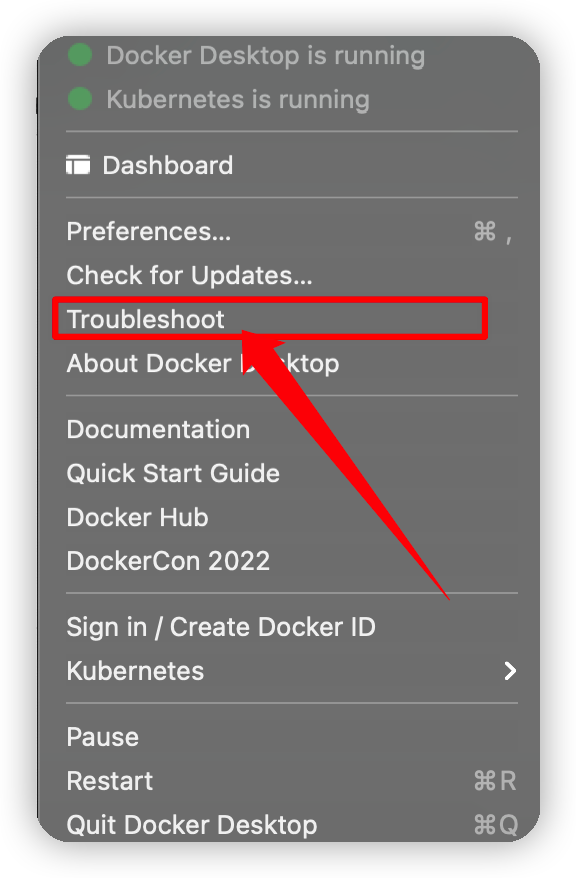 Docker Desktop is running
Kubernetes is running
Dashboard
Preferences... ⌘ ,
Check for Updates...
Troubleshoot
About Docker Desktop
Documentation
Quick Start Guide
Docker Hub
DockerCon 2022
Sign in / Create Docker ID
Kubernetes
Pause
Restart ⌘R
Quit Docker Desktop ⌘Q